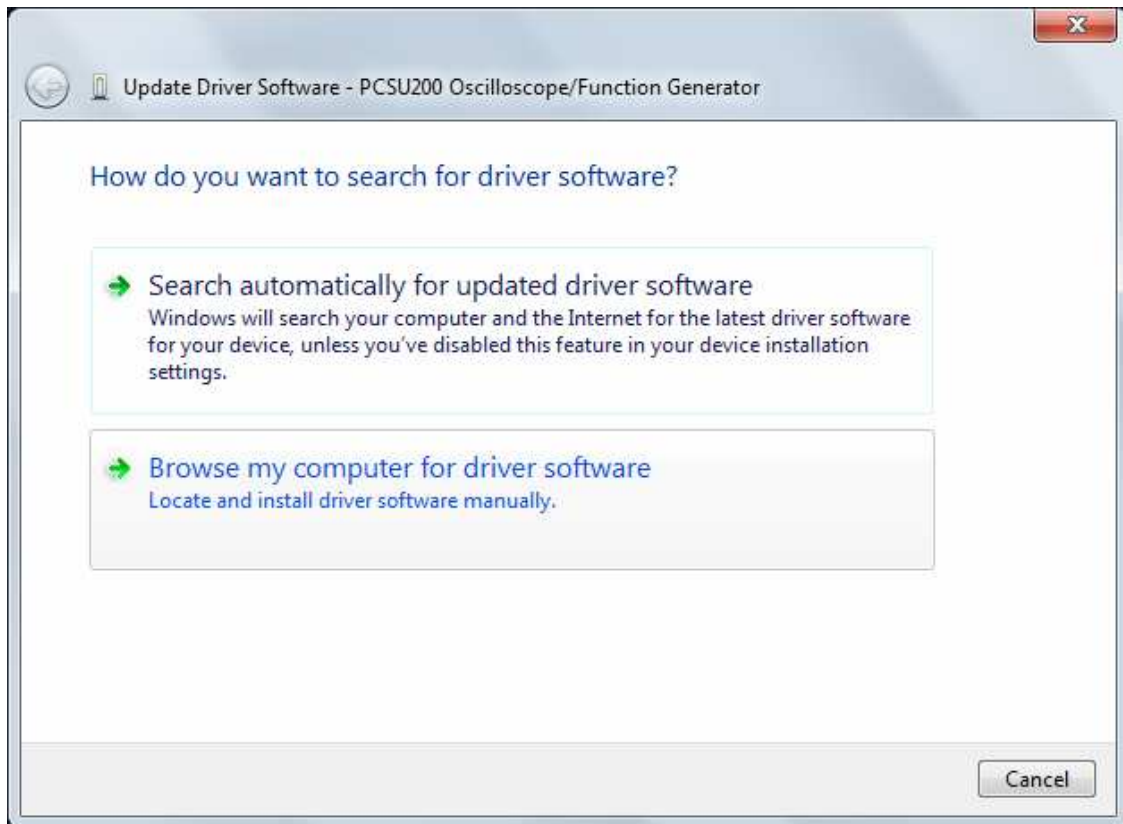 Update Driver Software - PCSU200 Oscilloscope/Function Generator
How do you want to search for driver software?
Search automatically for updated driver software
Windows will search your computer and the Internet for the latest driver software
for your device, unless you've disabled this feature in your device installation
settings.
Browse my computer for driver software
Locate and install driver software manually.
Cancel